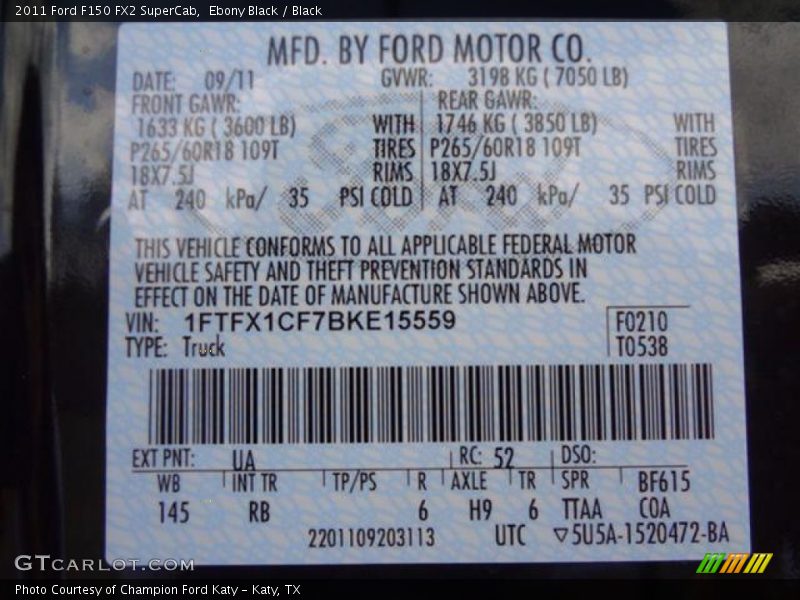 2011 Ford F150 FX2 SuperCab, Ebony Black / Black
MFD. BY FORD MOTOR CO.
DATE: 09/11 GVWR: 3198 KG ( 7050 LB)
FRONT GAWR: REAR GAWR:
1633 KG ( 3600 LB) WITH 1746 KG ( 3850 LB) WITH
P265/60R18 109T TIRES P265/60R18 109T TIRES
18X7.5J RIMS 18X7.5J RIMS
AT 240 kPa/ 35 PSI COLD AT 240 kPa/ 35 PSI COLD
THIS VEHICLE CONFORMS TO ALL APPLICABLE FEDERAL MOTOR
VEHICLE SAFETY AND THEFT PREVENTION STANDARDS IN
EFFECT ON THE DATE OF MANUFACTURE SHOWN ABOVE.
VIN: 1FTFX1CF7BKE15559 F0210
TYPE: Truck T0538
EXT PNT: UA RC: 52 DSO:
WB INT TR TP/PS R AXLE TR SPR BF615
145 RB 6 H9 6 TTAA COA
2201109203113 UTC ▽5U5A-1520472-BA
GTCARLOT.COM
Photo Courtesy of Champion Ford Katy - Katy, TX